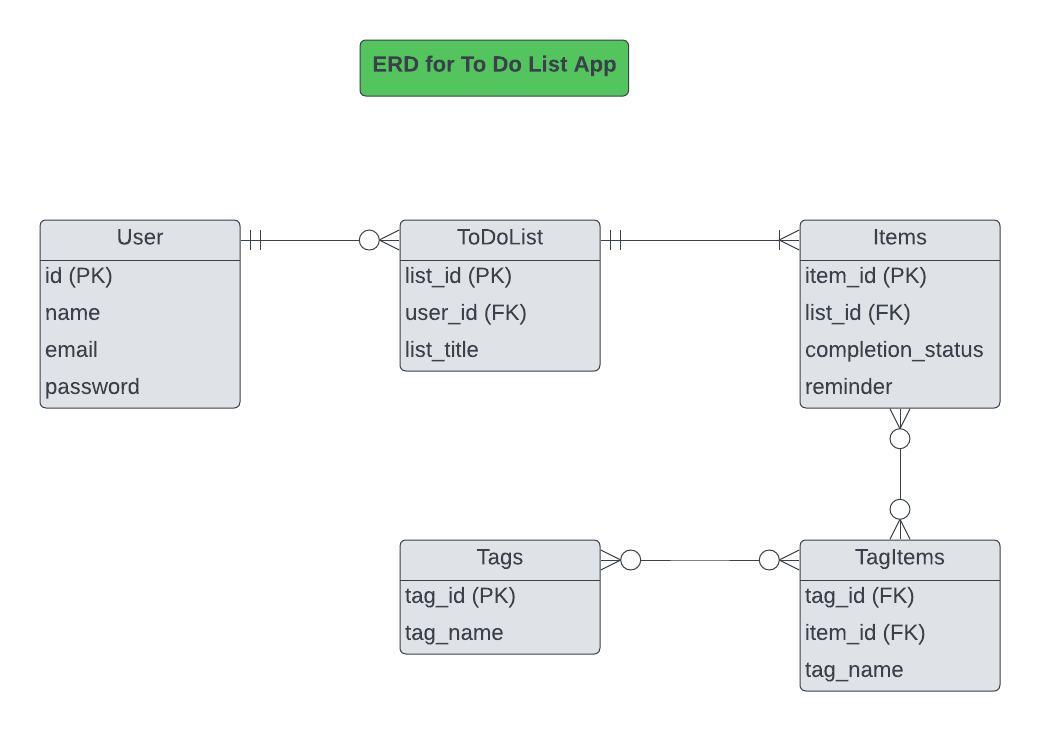 ERD for To Do List App
User
id (PK)
name
email
password
ToDoList
list_id (PK)
user_id (FK)
list_title
Items
item_id (PK)
list_id (FK)
completion_status
reminder
Tags
tag_id (PK)
tag_name
TagItems
tag_id (FK)
item_id (FK)
tag_name